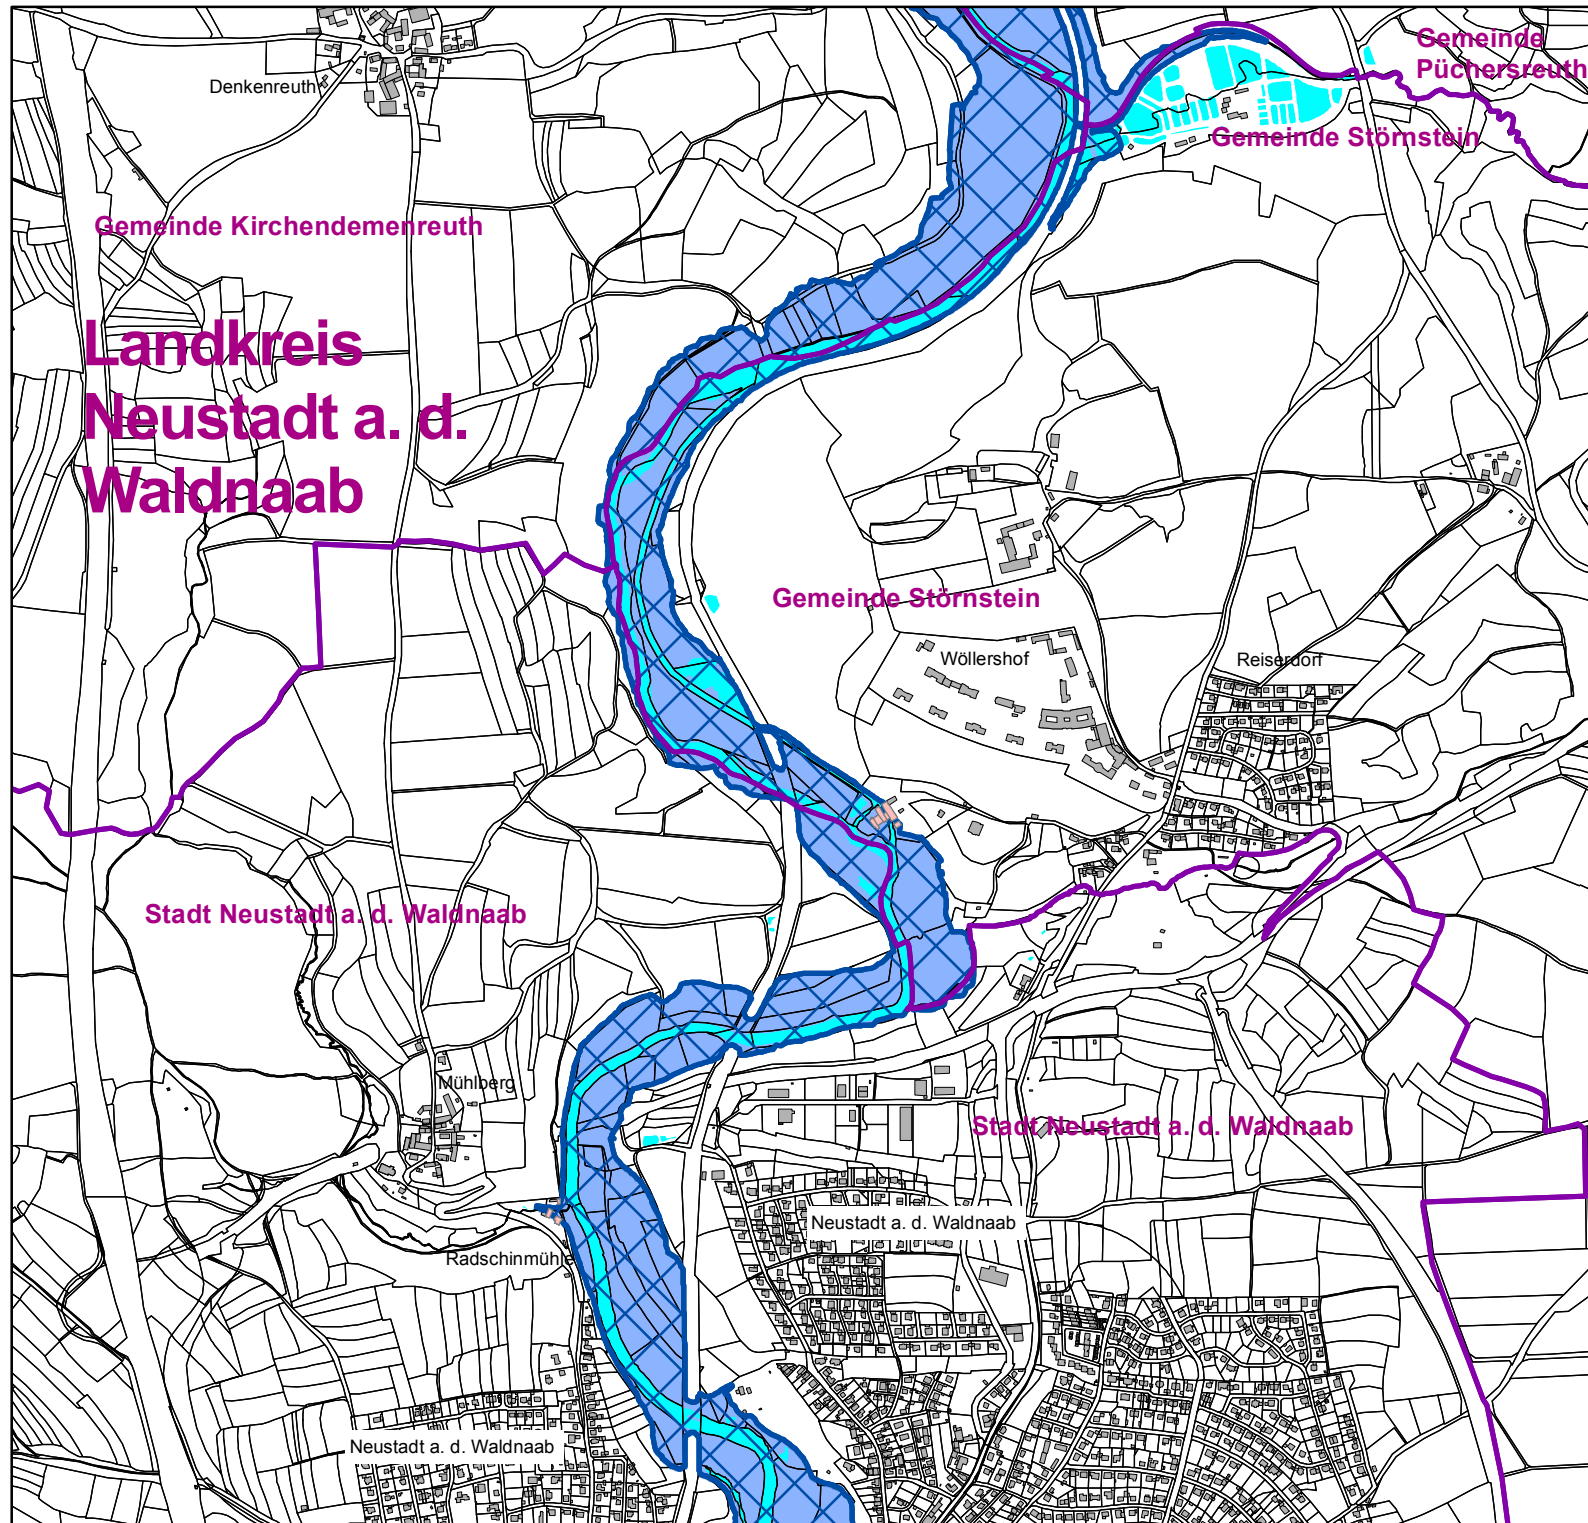 Gemeinde
Püchersreuth
Denkenreuth
Gemeinde Störnstein
Gemeinde Kirchendemenreuth
Landkreis
Neustadt a. d.
Waldnaab
Gemeinde Störnstein
Wöllershof
Reiserdorf
Stadt Neustadt a. d. Waldnaab
Mühlberg
Stadt Neustadt a. d. Waldnaab
Neustadt a. d. Waldnaab
Radschinmühle
Neustadt a. d. Waldnaab